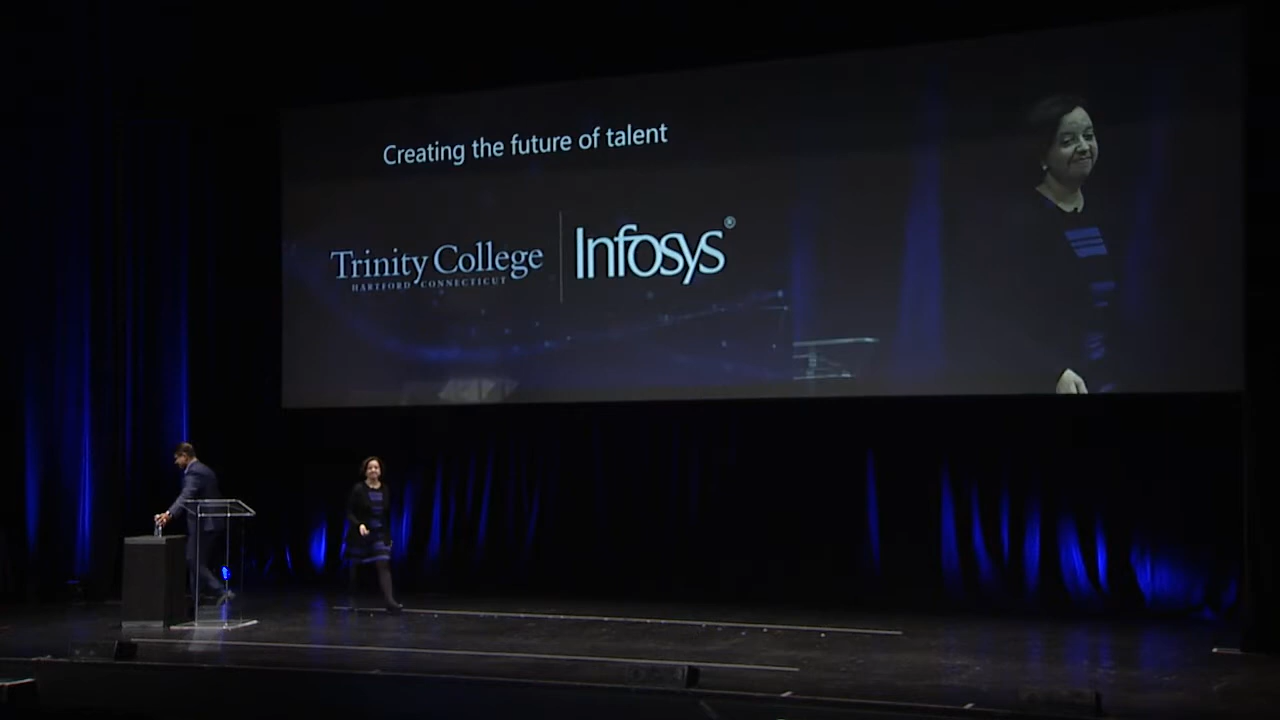 Creating the future of talent
Trinity College
HARTFORD CONNECTICUT
Infosys®